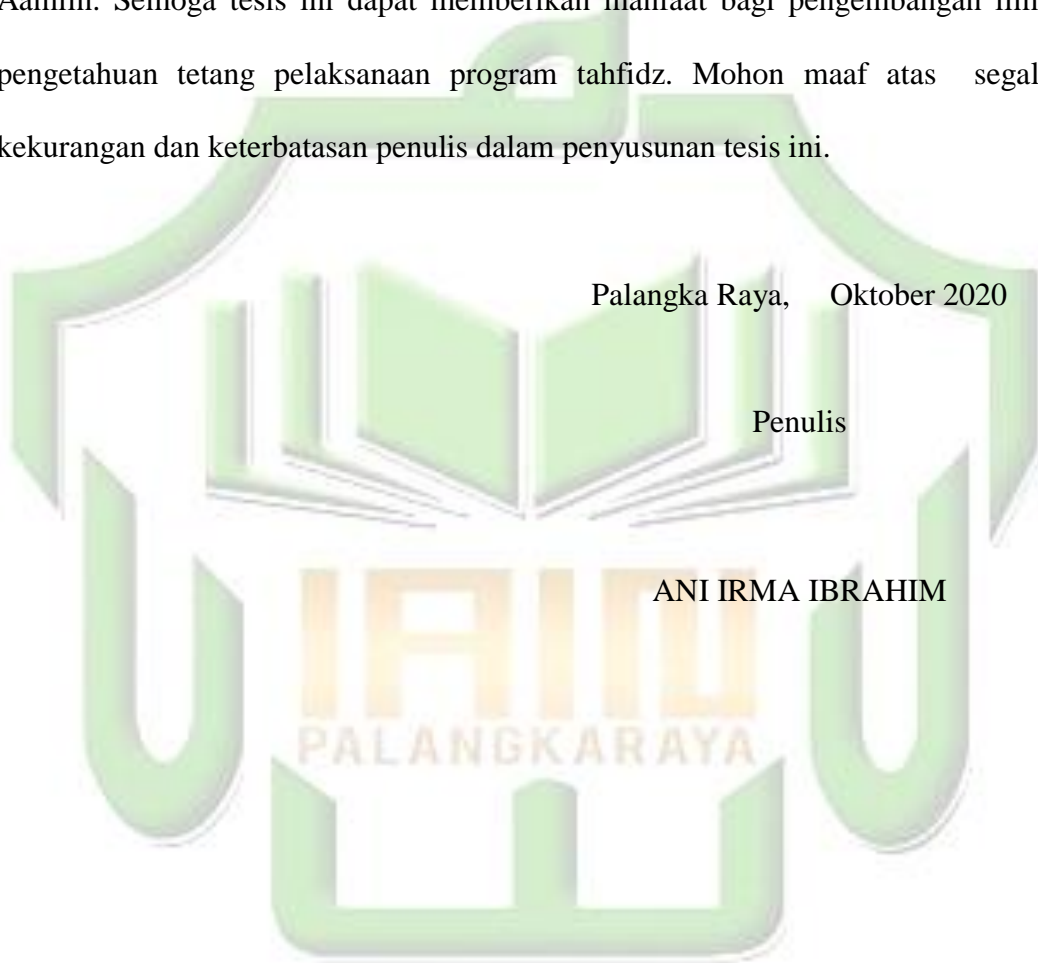 Aamiin. Semoga tesis ini dapat memberikan manfaat bagi pengembangan
pengetahuan tetang pelaksanaan program tahfidz. Mohon maaf atas segal
kekurangan dan keterbatasan penulis dalam penyusunan tesis ini.
Palangka Raya, Oktober 2020
Penulis
ANI IRMA IBRAHIM
IAIN
PALANGKARAYA